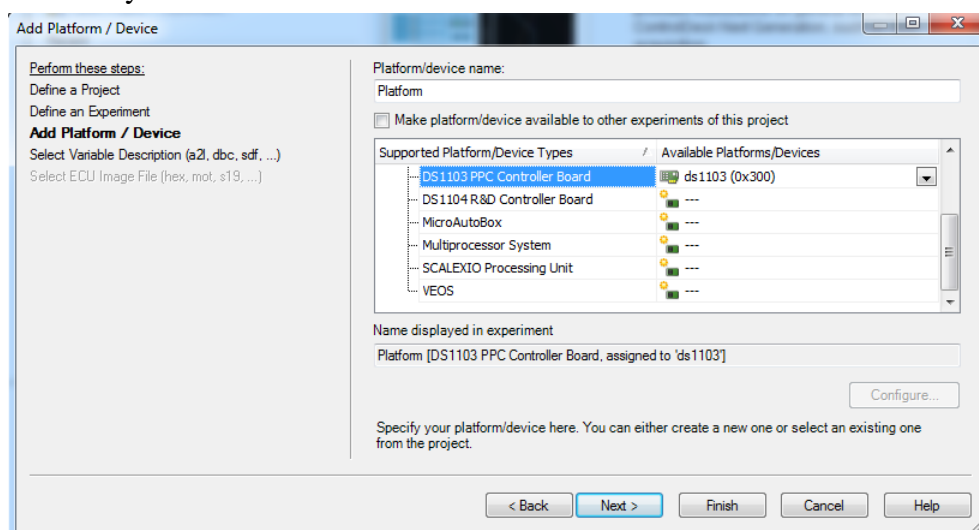 Add Platform / Device
Perform these steps:
Define a Project
Define an Experiment
Add Platform / Device
Select Variable Description (a2l, dbc, sdf, ...)
Select ECU Image File (hex, mot, s19, ...)
Platform/device name:
Platform
Make platform/device available to other experiments of this project
Supported Platform/Device Types / Available Platforms/Devices
DS1103 PPC Controller Board ds1103 (0x300)
DS1104 R&D Controller Board ---
MicroAutoBox ---
Multiprocessor System ---
SCALEXIO Processing Unit ---
VEOS ---
Name displayed in experiment
Platform [DS1103 PPC Controller Board, assigned to 'ds1103']
Configure...
Specify your platform/device here. You can either create a new one or select an existing one
from the project.
< Back Next > Finish Cancel Help